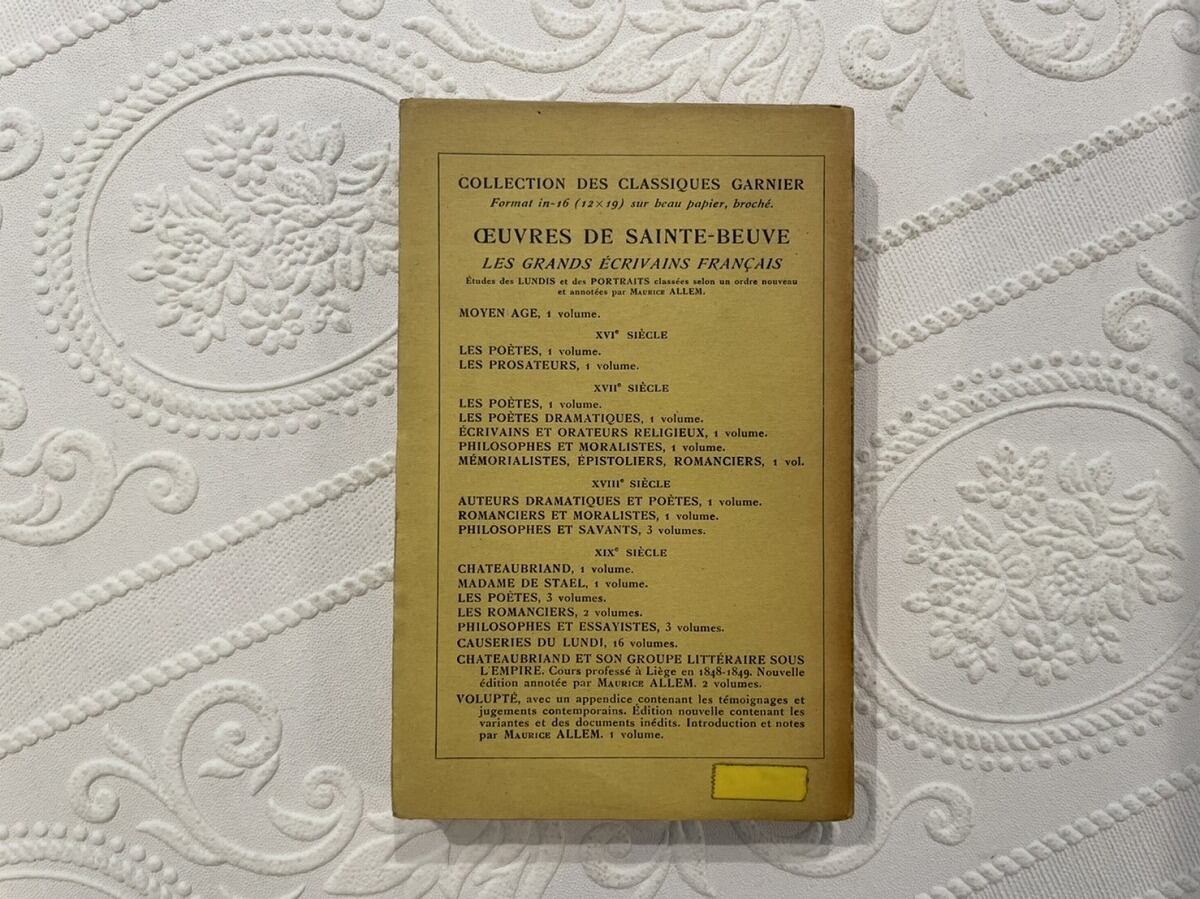 COLLECTION DES CLASSIQUES GARNIER
Format in-16 (12×19) sur beau papier, broché.
ŒUVRES DE SAINTE-BEUVE
LES GRANDS ÉCRIVAINS FRANÇAIS
Études des LUNDIS et des PORTRAITS classées selon un ordre nouveau
et annotées par MAURICE ALLEM.
MOYEN AGE, 1 volume.
XVIe SIÈCLE
LES POÈTES, 1 volume.
LES PROSATEURS, 1 volume.
XVIIe SIÈCLE
LES POÈTES, 1 volume.
LES POÈTES DRAMATIQUES, 1 volume.
ÉCRIVAINS ET ORATEURS RELIGIEUX, 1 volume.
PHILOSOPHES ET MORALISTES, 1 volume.
MÉMORIALISTES, ÉPISTOLIERS, ROMANCIERS, 1 vol.
XVIIIe SIÈCLE
AUTEURS DRAMATIQUES ET POÈTES, 1 volume.
ROMANCIERS ET MORALISTES, 1 volume.
PHILOSOPHES ET SAVANTS, 3 volumes.
XIXe SIÈCLE
CHATEAUBRIAND, 1 volume.
MADAME DE STAEL, 1 volume.
LES POÈTES, 3 volumes.
LES ROMANCIERS, 2 volumes.
PHILOSOPHES ET ESSAYISTES, 3 volumes.
CAUSERIES DU LUNDI, 16 volumes.
CHATEAUBRIAND ET SON GROUPE LITTÉRAIRE SOUS
L'EMPIRE. Cours professé à Liège en 1848-1849. Nouvelle
édition annotée par MAURICE ALLEM. 2 volumes.
VOLUPTÉ, avec un appendice contenant les témoignages et
jugements contemporains. Édition nouvelle contenant les
variantes et des documents inédits. Introduction et notes
par MAURICE ALLEM. 1 volume.